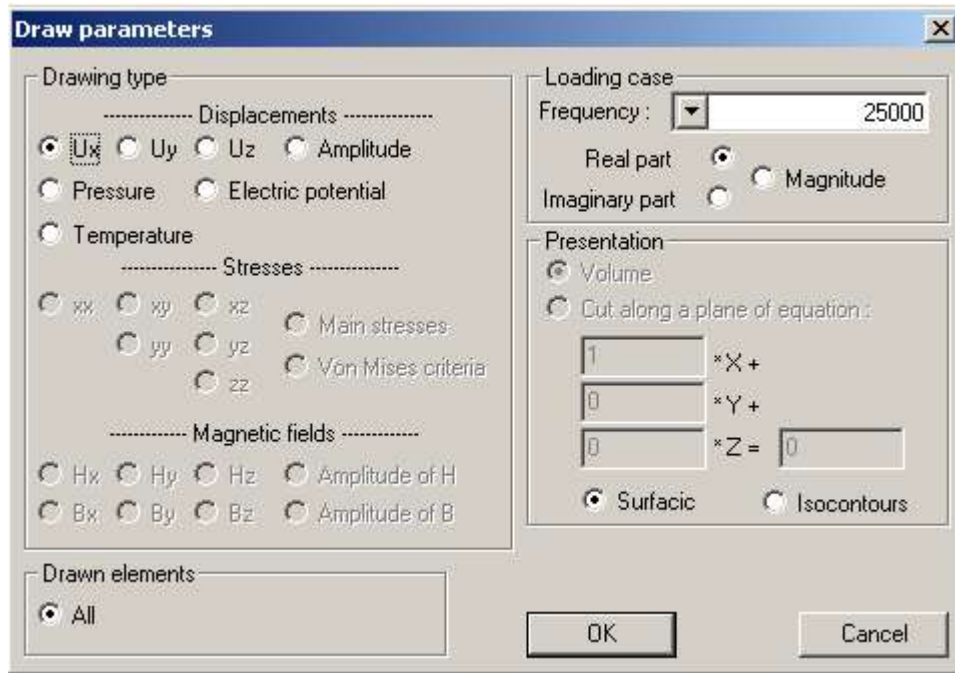 Draw parameters
Drawing type
-------------- Displacements --------------
Ux Uy Uz Amplitude
Pressure Electric potential
Temperature
--------------- Stresses --------------
xx xy xz
Main stresses
yy yz
Von Mises criteria
zz
------------ Magnetic fields ------------
Hx Hy Hz Amplitude of H
Bx By Bz Amplitude of B
Drawn elements
All
Loading case
Frequency : 25000
Real part
Magnitude
Imaginary part
Presentation
Volume
Cut along a plane of equation :
1 *X +
0 *Y +
0 *Z = 0
Surfacic Isocontours
OK Cancel